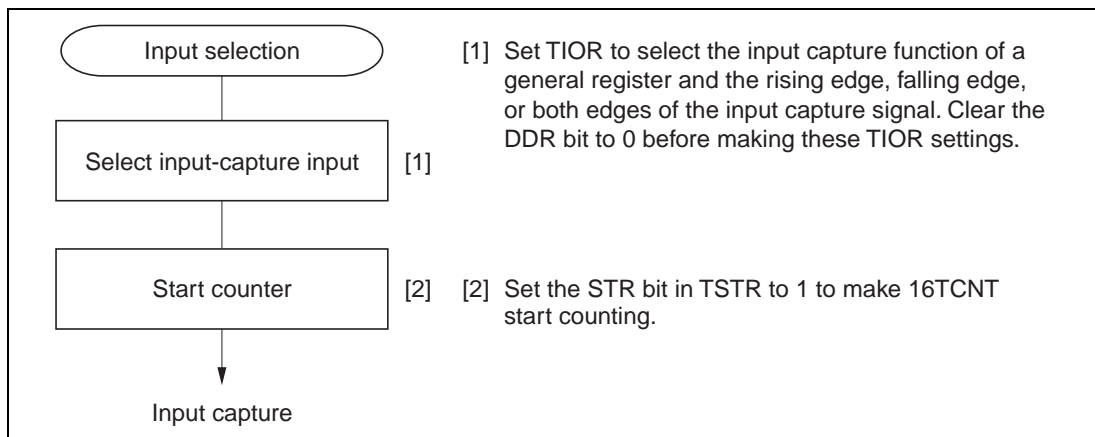 Input selection
[1] Set TIOR to select the input capture function of a
general register and the rising edge, falling edge,
or both edges of the input capture signal. Clear the
DDR bit to 0 before making these TIOR settings.
Select input-capture input [1]
Start counter [2]
[2] Set the STR bit in TSTR to 1 to make 16TCNT
start counting.
Input capture